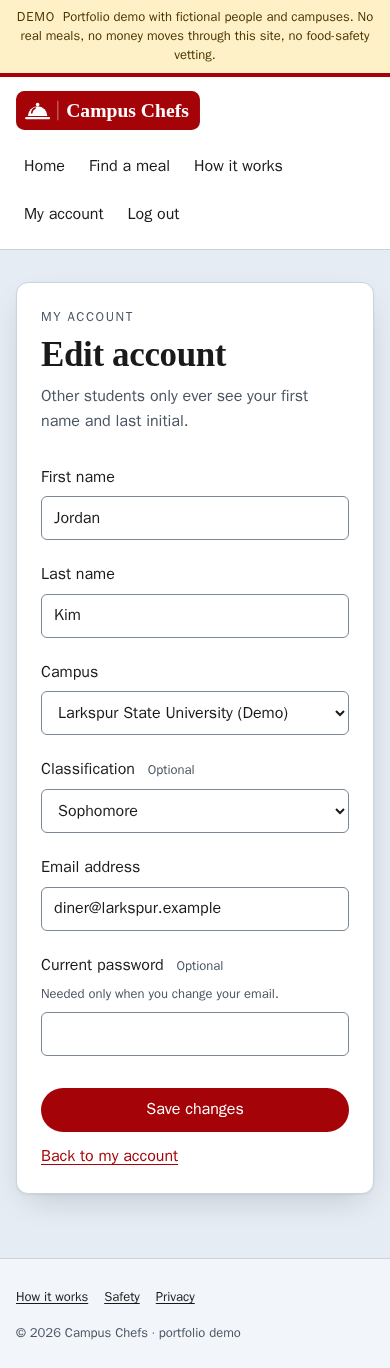 DEMO Portfolio demo with fictional people and campuses. No
real meals, no money moves through this site, no food-safety
vetting.
Campus Chefs
Home Find a meal How it works
My account Log out
MY ACCOUNT
Edit account
Other students only ever see your first
name and last initial.
First name
Jordan
Last name
Kim
Campus
Larkspur State University (Demo)
Classification Optional
Sophomore
Email address
diner@larkspur.example
Current password Optional
Needed only when you change your email.
Save changes
Back to my account
How it works Safety Privacy
© 2026 Campus Chefs · portfolio demo